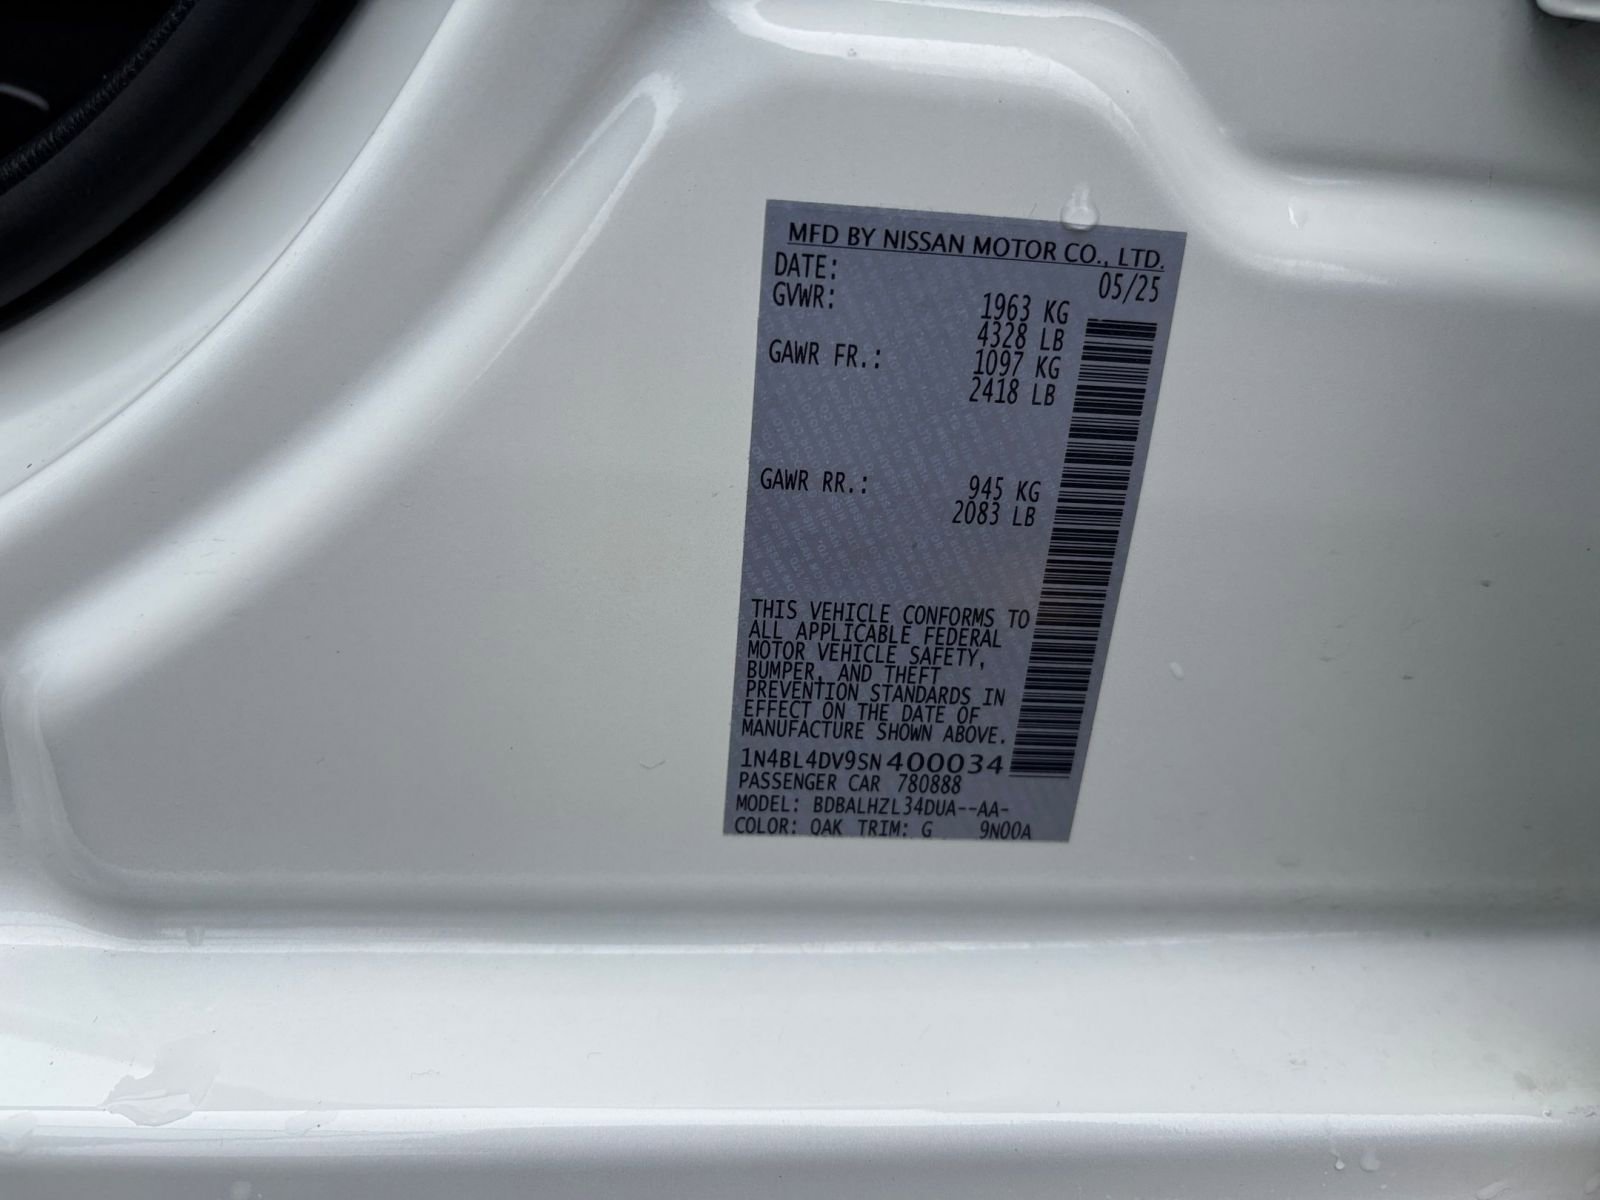 MFD BY NISSAN MOTOR CO., LTD.
DATE: 05/25
GVWR: 1963 KG
4328 LB
GAWR FR.: 1097 KG
2418 LB
GAWR RR.: 945 KG
2083 LB
THIS VEHICLE CONFORMS TO
ALL APPLICABLE FEDERAL
MOTOR VEHICLE SAFETY,
BUMPER, AND THEFT
PREVENTION STANDARDS IN
EFFECT ON THE DATE OF
MANUFACTURE SHOWN ABOVE.
1N4BL4DV9SN400034
PASSENGER CAR 780888
MODEL: BDBALHZL34DUA--AA-
COLOR: QAK TRIM: G 9N00A